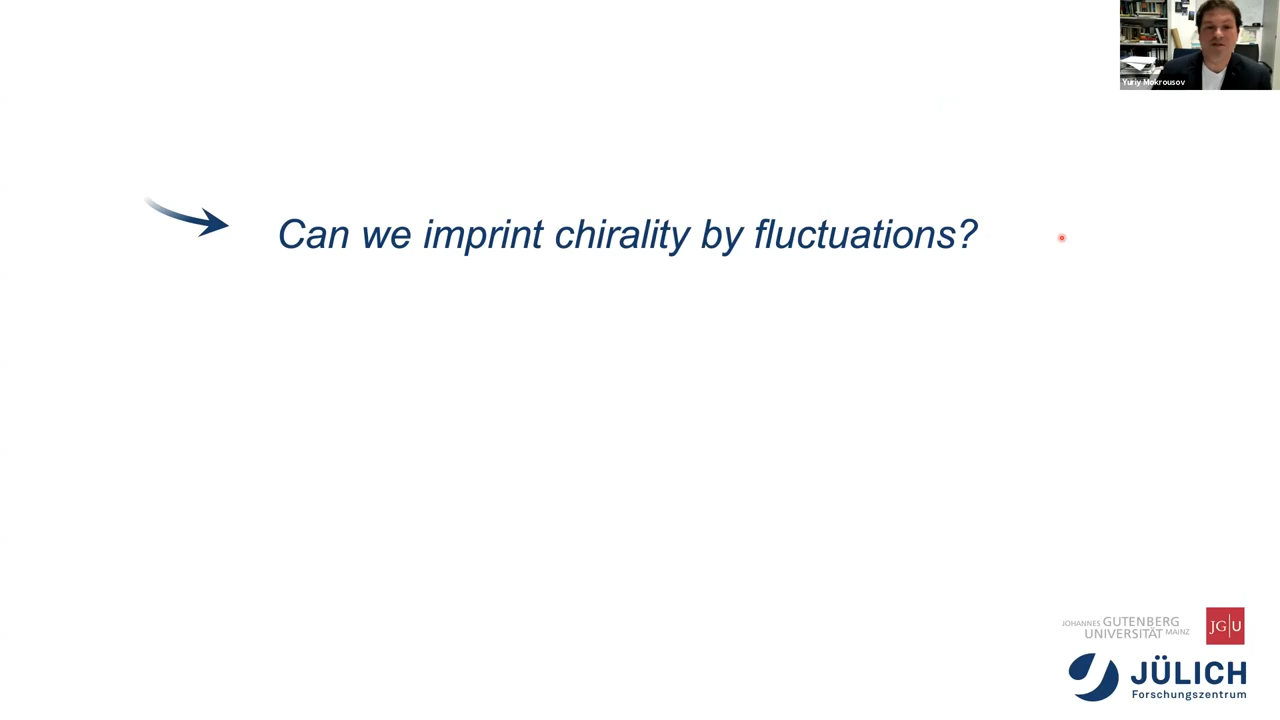 Yuriy Mokrousov
Can we imprint chirality by fluctuations?
JOHANNES GUTENBERG
UNIVERSITÄT MAINZ
JG|U
JÜLICH
Forschungszentrum